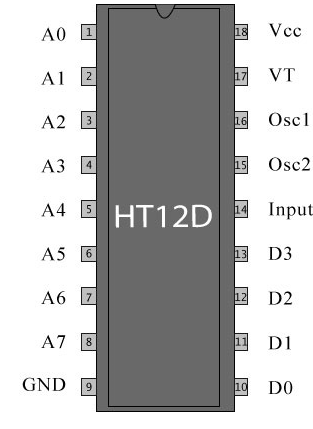 A0 1 18 Vcc
A1 2 17 VT
A2 3 16 Osc1
A3 4 15 Osc2
A4 5 14 Input
HT12D
A5 6 13 D3
A6 7 12 D2
A7 8 11 D1
GND 9 10 D0